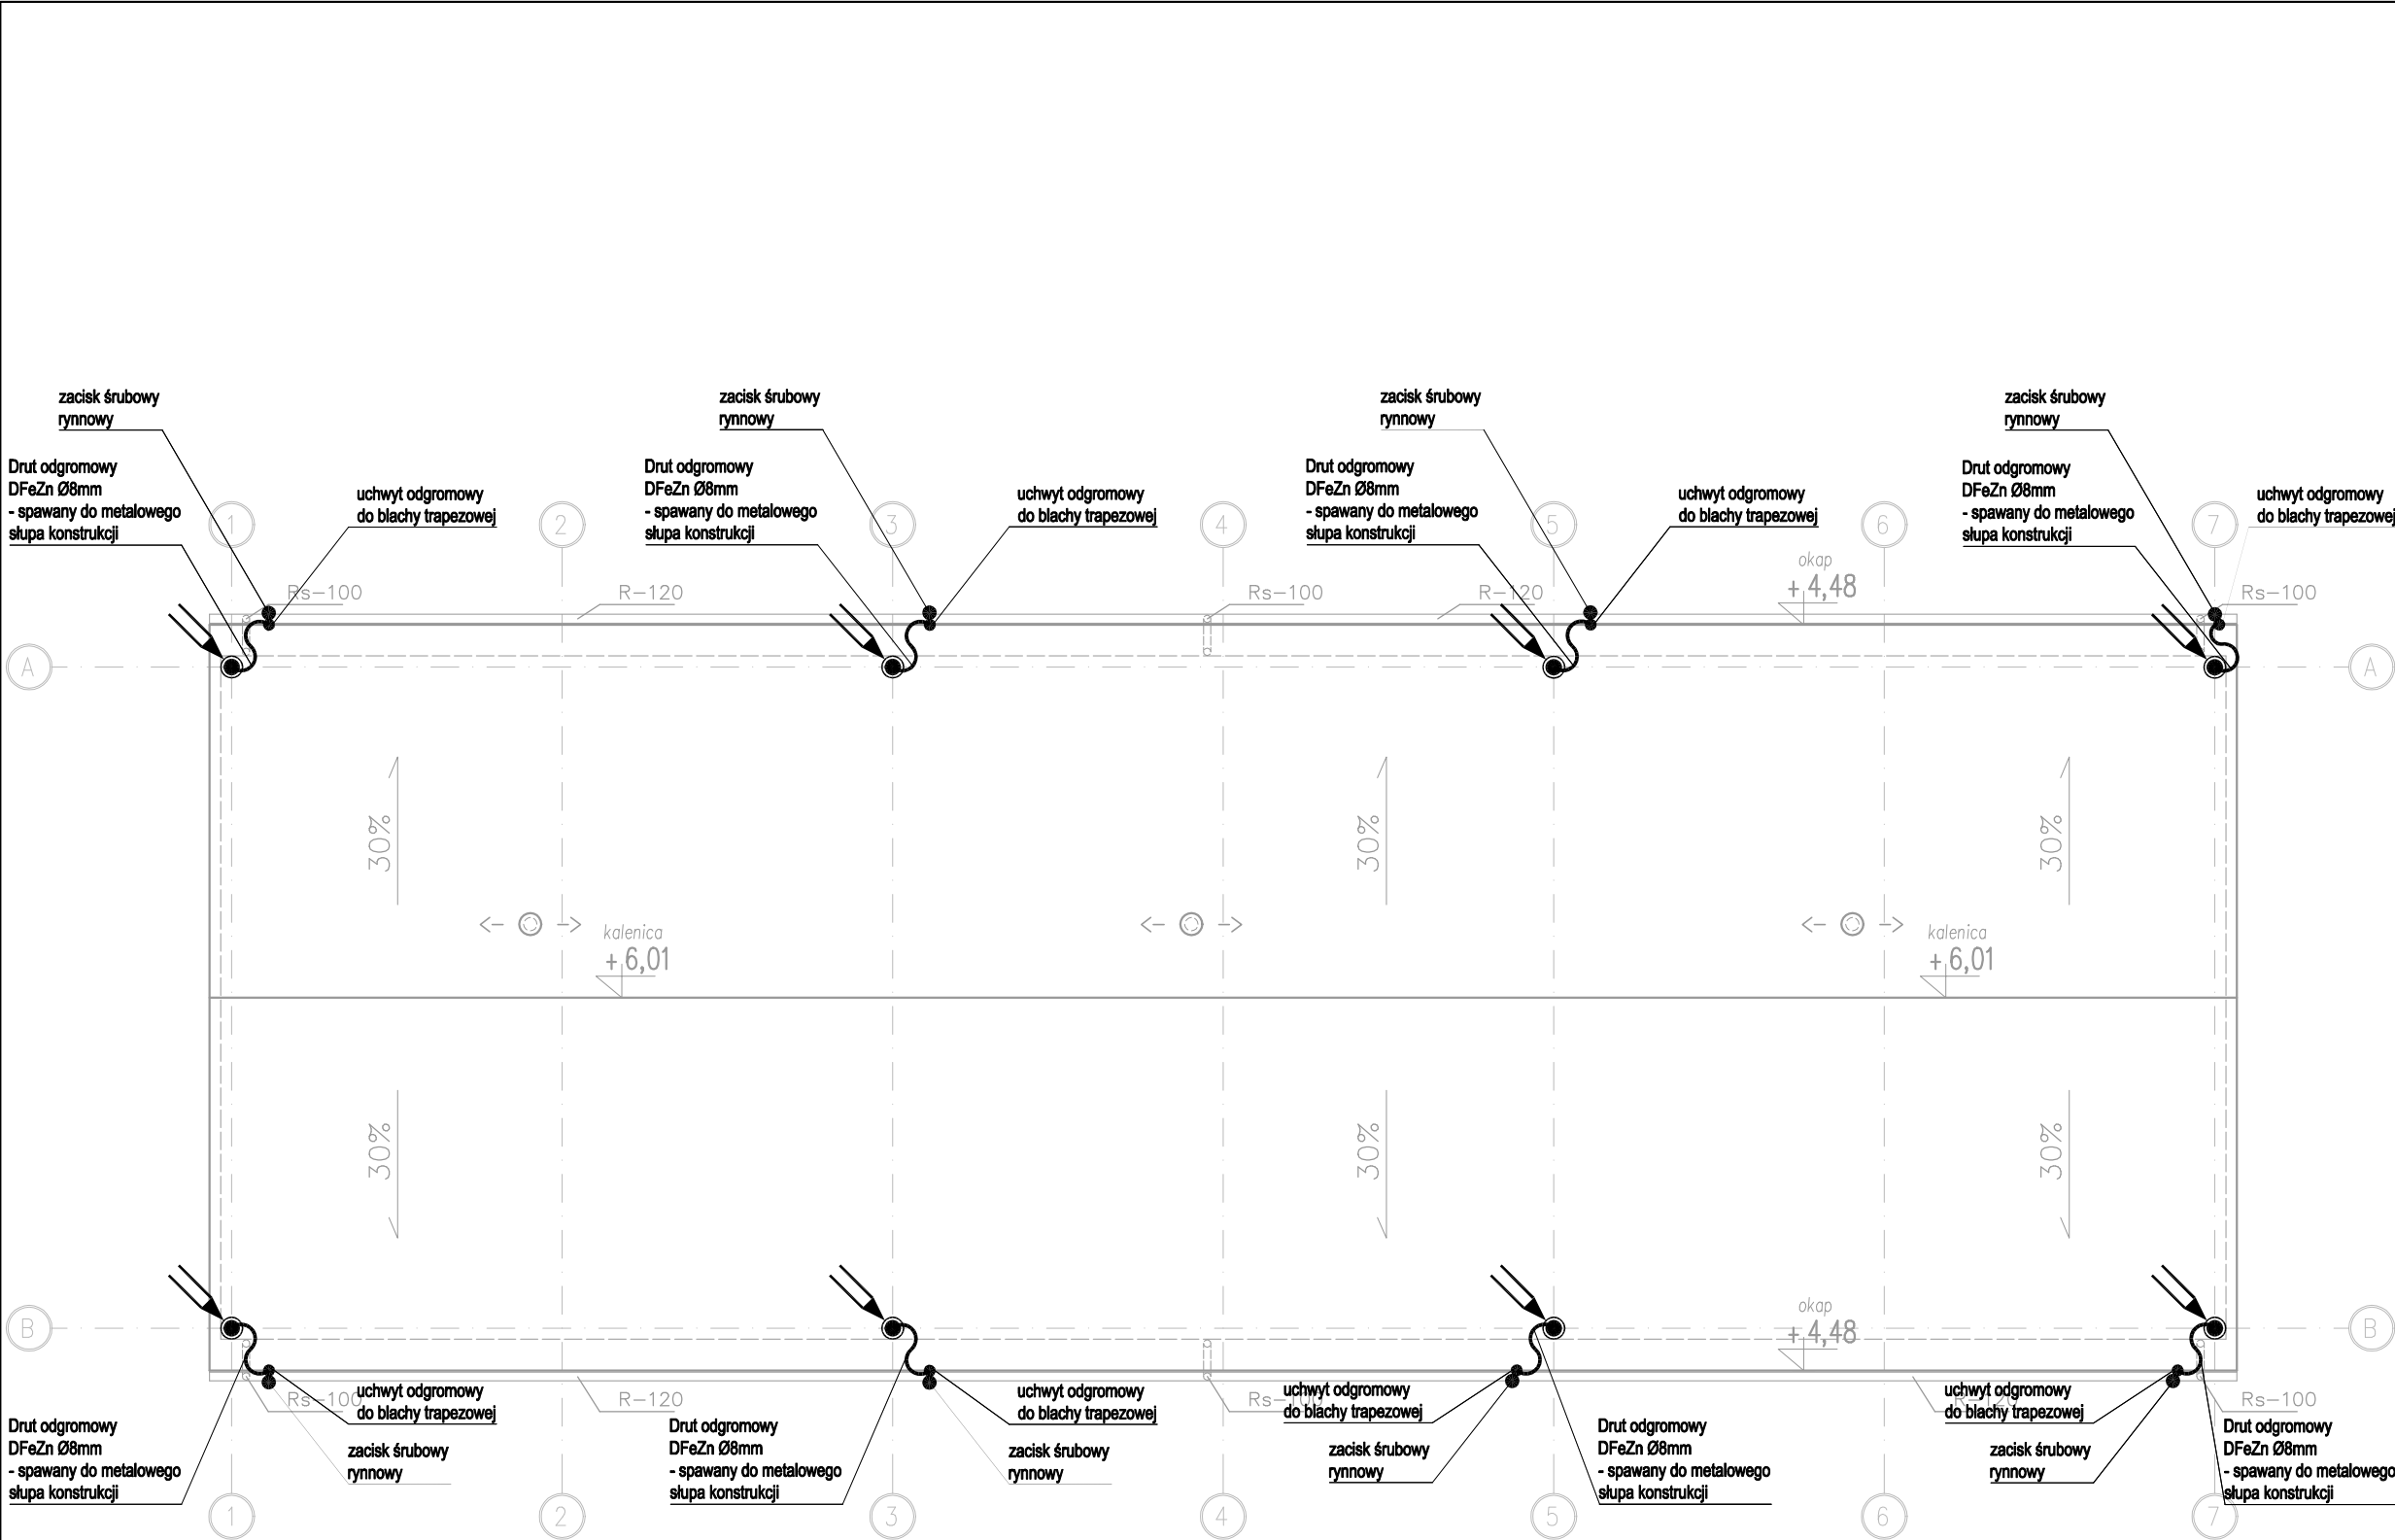 zacisk śrubowy
rynnowy
zacisk śrubowy
rynnowy
zacisk śrubowy
rynnowy
zacisk śrubowy
rynnowy
Drut odgromowy
DFeZn Ø8mm
- spawany do metalowego
słupa konstrukcji
uchwyt odgromowy
do blachy trapezowej
Drut odgromowy
DFeZn Ø8mm
- spawany do metalowego
słupa konstrukcji
uchwyt odgromowy
do blachy trapezowej
Drut odgromowy
DFeZn Ø8mm
- spawany do metalowego
słupa konstrukcji
uchwyt odgromowy
do blachy trapezowej
Drut odgromowy
DFeZn Ø8mm
- spawany do metalowego
słupa konstrukcji
uchwyt odgromowy
do blachy trapezowej
1
2
3
4
5
6
7
Rs-100
R-120
Rs-100
R-120
okap
+4,48
Rs-100
A
A
30%
30%
30%
kalenica
+6,01
kalenica
+6,01
30%
30%
30%
B
okap
+4,48
B
Rs-100
uchwyt odgromowy
do blachy trapezowej
R-120
uchwyt odgromowy
do blachy trapezowej
Rs-100
uchwyt odgromowy
do blachy trapezowej
uchwyt odgromowy
do blachy trapezowej
R-120
Rs-100
Drut odgromowy
DFeZn Ø8mm
- spawany do metalowego
słupa konstrukcji
zacisk śrubowy
rynnowy
Drut odgromowy
DFeZn Ø8mm
- spawany do metalowego
słupa konstrukcji
zacisk śrubowy
rynnowy
zacisk śrubowy
rynnowy
Drut odgromowy
DFeZn Ø8mm
- spawany do metalowego
słupa konstrukcji
zacisk śrubowy
rynnowy
Drut odgromowy
DFeZn Ø8mm
- spawany do metalowego
słupa konstrukcji
1
2
3
4
5
6
7